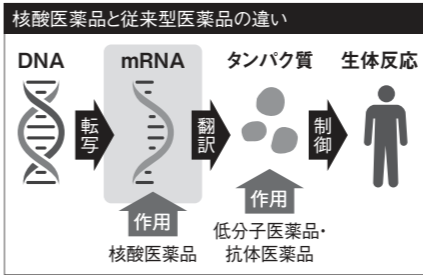 核酸医薬品と従来型医薬品の違い
DNA
mRNA
タンパク質
生体反応
転写
翻訳
制御
作用
作用
核酸医薬品
低分子医薬品・
抗体医薬品